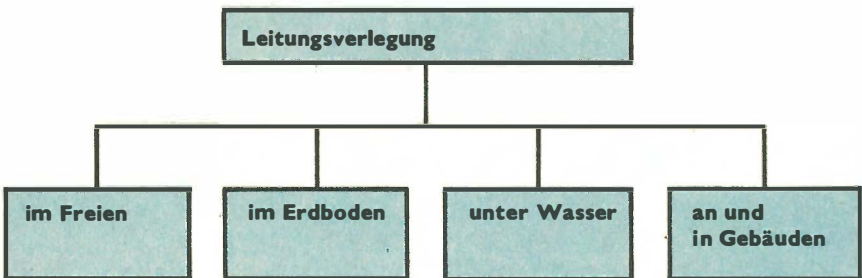 Leitungsverlegung
im Freien
im Erdboden
unter Wasser
an und
in Gebäuden